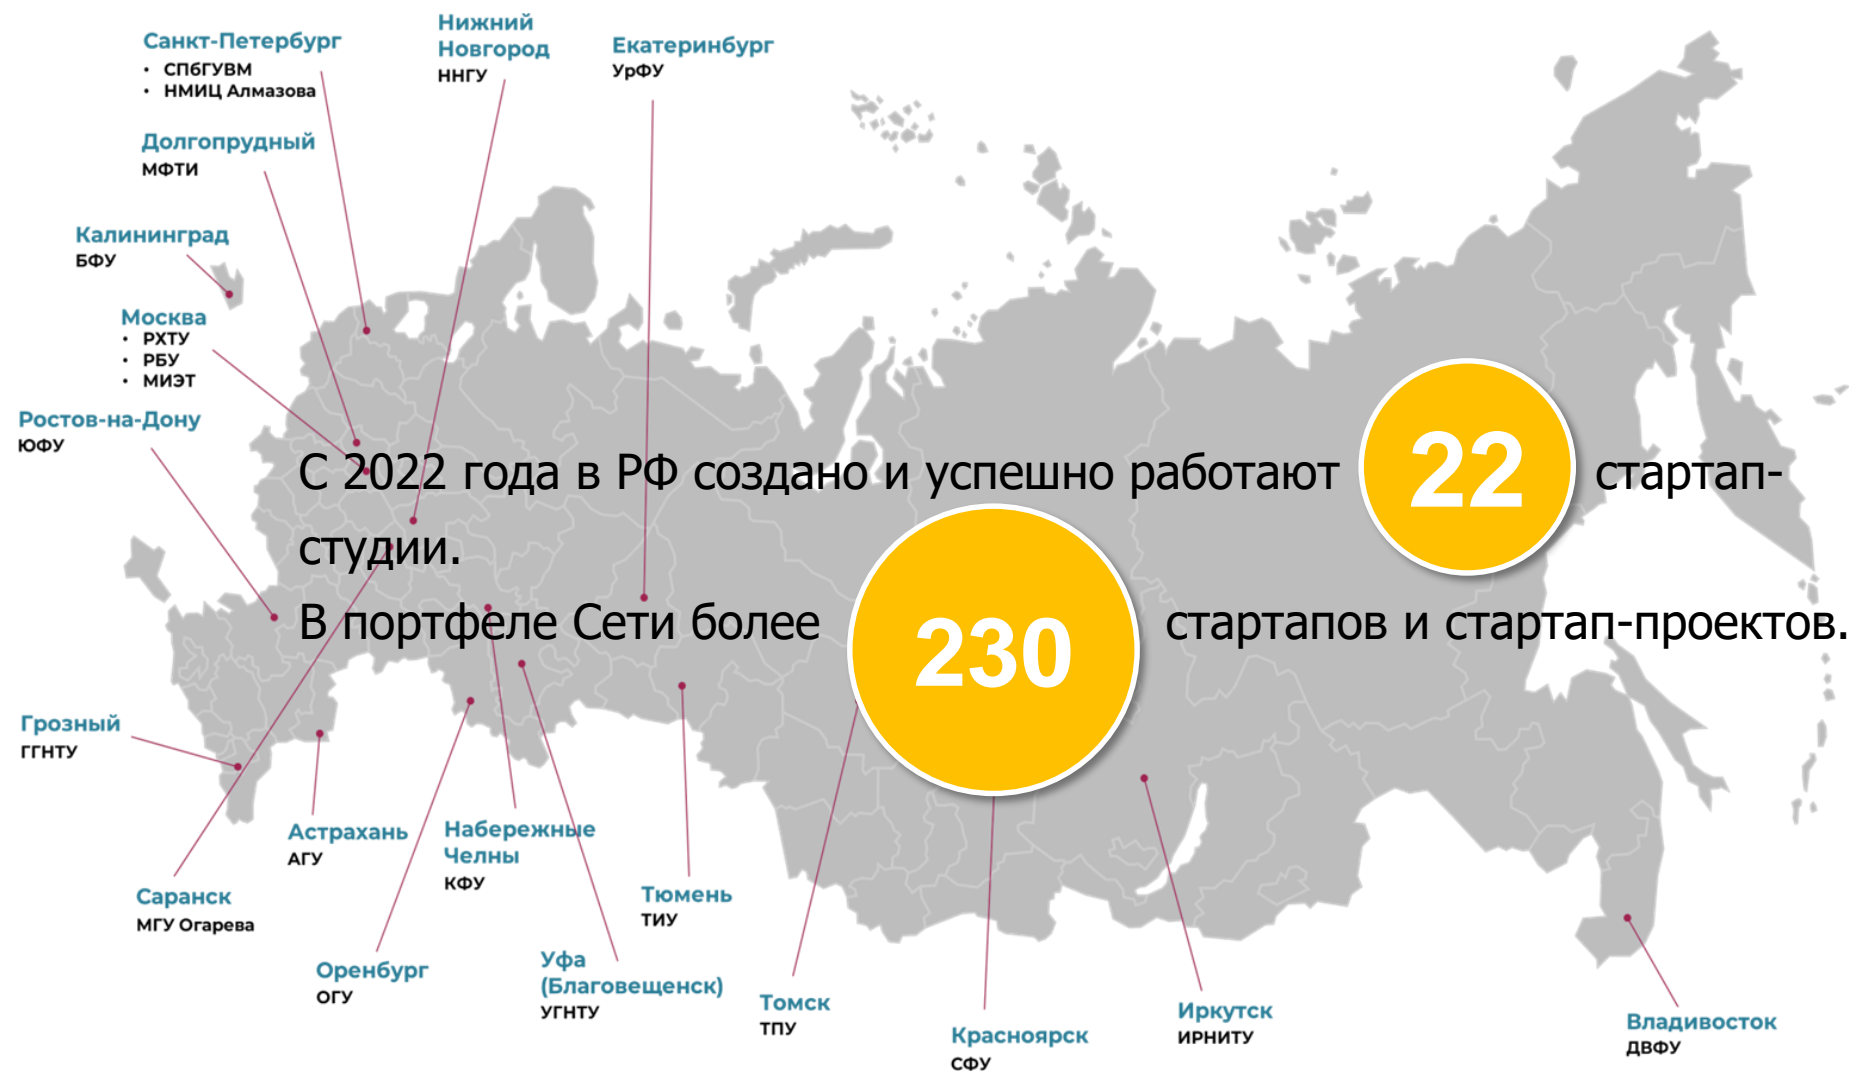 Нижний
Новгород
ННГУ
Санкт-Петербург
• СПбГУВМ
• НМИЦ Алмазова
Екатеринбург
УрФУ
Долгопрудный
МФТИ
Калининград
БФУ
Москва
• РХТУ
• РБУ
• МИЭТ
Ростов-на-Дону
ЮФУ
С 2022 года в РФ создано и успешно работают 22 стартап-
студии.
В портфеле Сети более 230 стартапов и стартап-проектов.
Грозный
ГГНТУ
Астрахань
АГУ
Набережные
Челны
КФУ
Саранск
МГУ Огарева
Тюмень
ТИУ
Оренбург
ОГУ
Уфа
(Благовещенск)
УГНТУ
Томск
ТПУ
Красноярск
СФУ
Иркутск
ИРНИТУ
Владивосток
ДВФУ